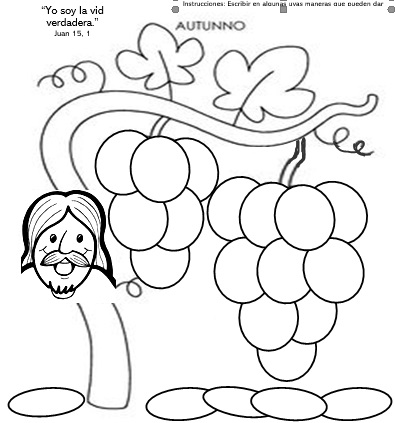 "Yo soy la vid
verdadera."
Juan 15, 1
Instrucciones: Escribir en algunas uvas maneras que pueden dar
AUTUNNO